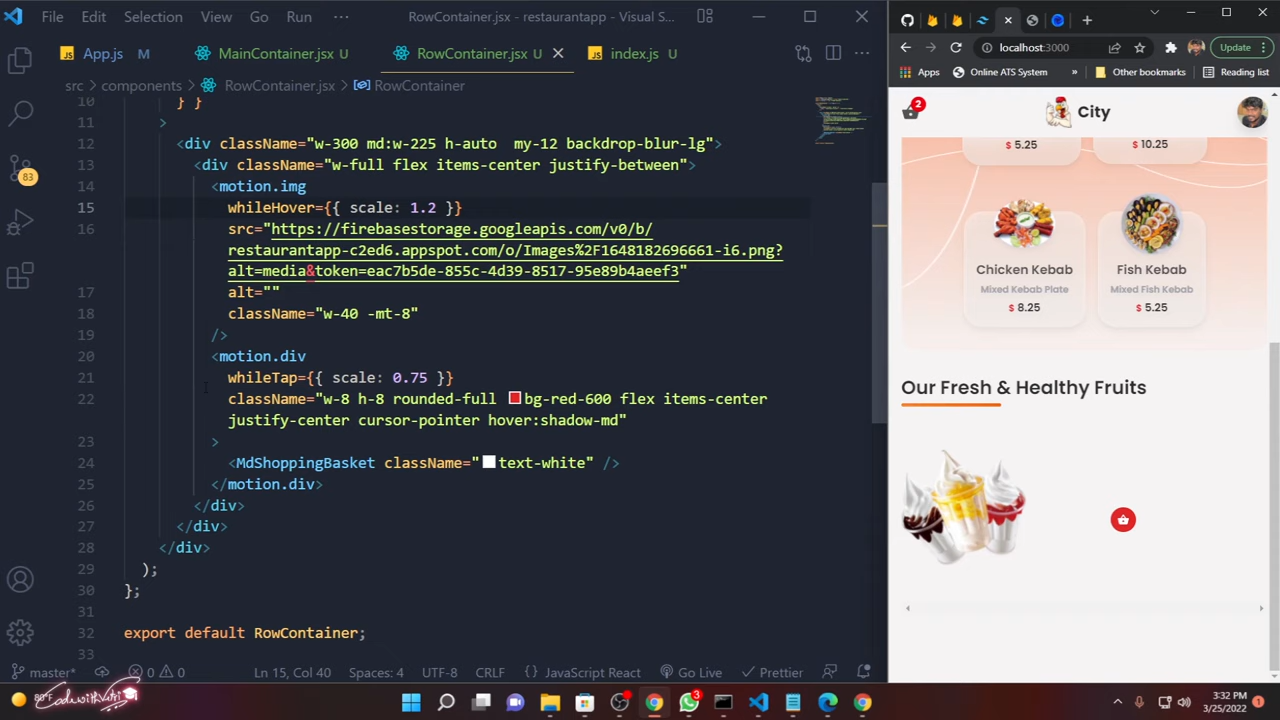 File Edit Selection View Go Run ··· RowContainer.jsx - restaurantapp - Visual S...
JS App.js M MainContainer.jsx U RowContainer.jsx U JS index.js U ···
src > components > RowContainer.jsx > RowContainer
10 } }
11 >
12 <div className="w-300 md:w-225 h-auto  my-12 backdrop-blur-lg">
13 <div className="w-full flex items-center justify-between">
14 <motion.img
15 whileHover={{ scale: 1.2 }}
16 src="https://firebasestorage.googleapis.com/v0/b/
restaurantapp-c2ed6.appspot.com/o/Images%2F1648182696661-i6.png?
alt=media&token=eac7b5de-855c-4d39-8517-95e89b4aeef3"
17 alt=""
18 className="w-40 -mt-8"
19 />
20 <motion.div
21 whileTap={{ scale: 0.75 }}
22 className="w-8 h-8 rounded-full bg-red-600 flex items-center
justify-center cursor-pointer hover:shadow-md"
23 >
24 <MdShoppingBasket className="text-white" />
25 </motion.div>
26 </div>
27 </div>
28 </div>
29 );
30 };
31
32 export default RowContainer;
33
83
master* 0 0 Ln 15, Col 40 Spaces: 4 UTF-8 CRLF {} JavaScript React Go Live Prettier
localhost:3000 Update
Apps Online ATS System » Other bookmarks Reading list
2 City
$ 5.25 $ 10.25
Chicken Kebab Fish Kebab
Mixed Kebab Plate Mixed Fish Kebab
$ 8.25 $ 5.25
Our Fresh & Healthy Fruits
80°F 3 3:32 PM
3/25/2022 1